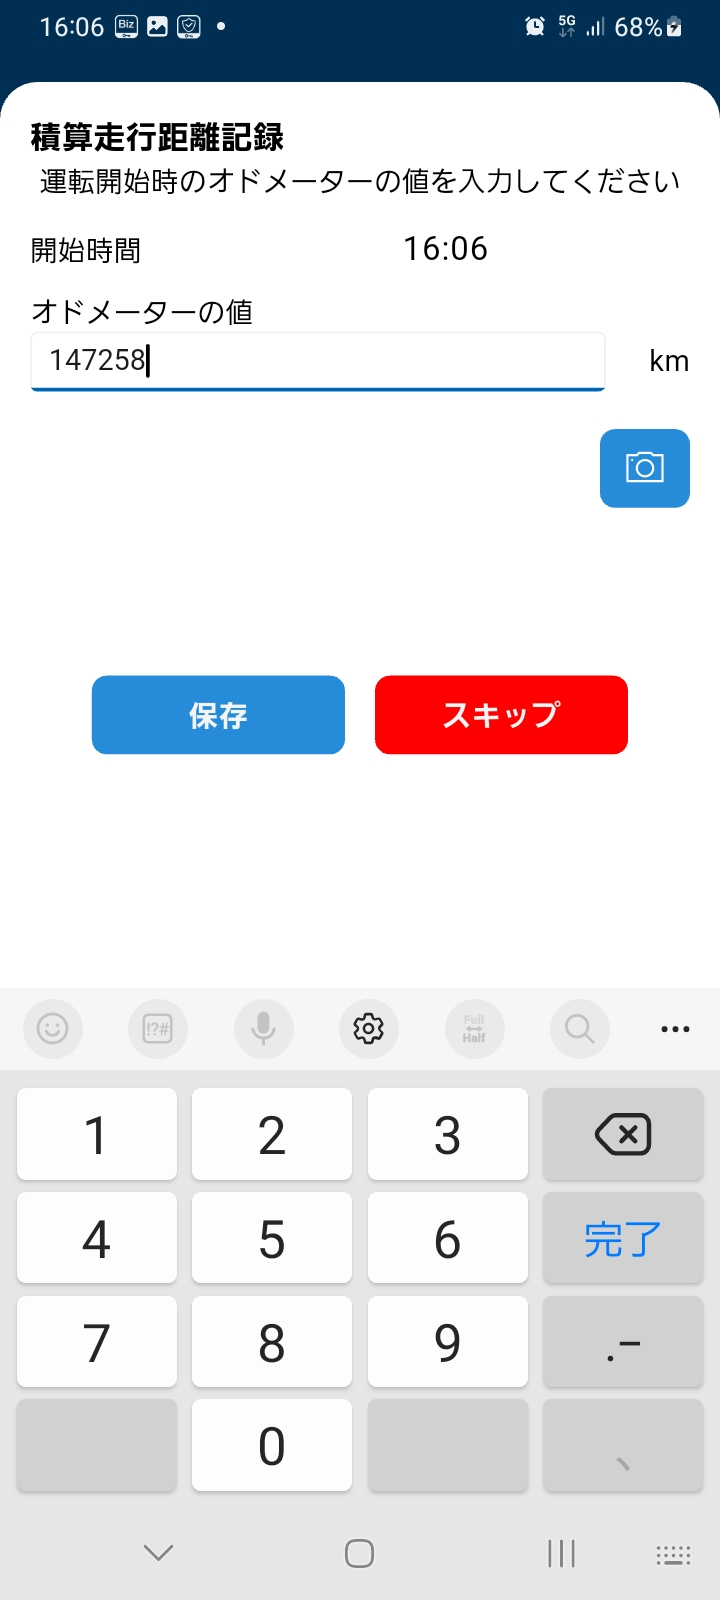 16:06 Biz 5G 68%
積算走行距離記録
運転開始時のオドメーターの値を入力してください
開始時間 16:06
オドメーターの値
147258 km
保存 スキップ
!?# Full Half
1 2 3
4 5 6 完了
7 8 9 .-
0 、